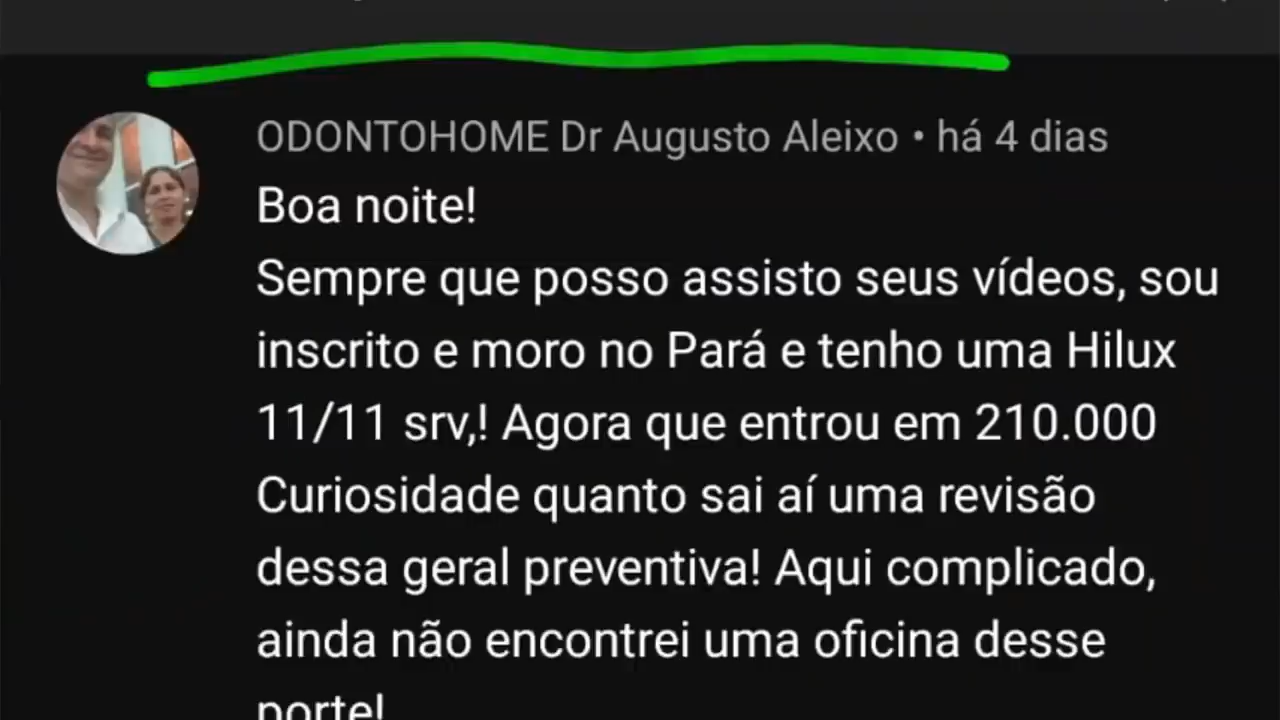 ODONTOHOME Dr Augusto Aleixo • há 4 dias
Boa noite!
Sempre que posso assisto seus vídeos, sou
inscrito e moro no Pará e tenho uma Hilux
11/11 srv,! Agora que entrou em 210.000
Curiosidade quanto sai aí uma revisão
dessa geral preventiva! Aqui complicado,
ainda não encontrei uma oficina desse
porte!